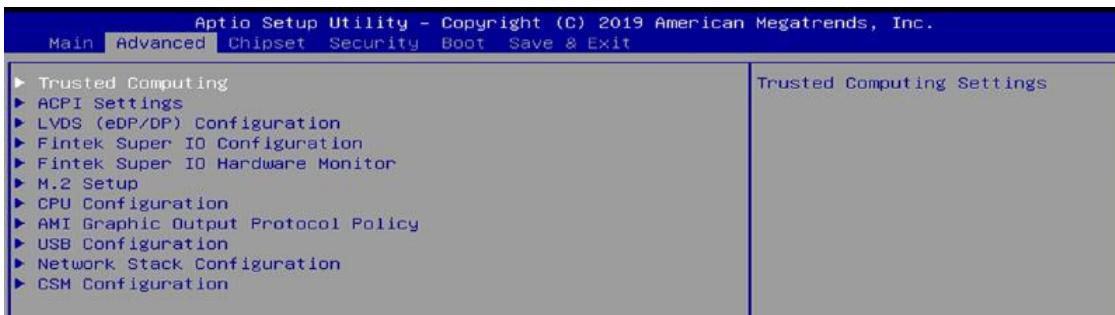 Aptio Setup Utility – Copyright (C) 2019 American Megatrends, Inc.
Main Advanced Chipset Security Boot Save & Exit
Trusted Computing
Trusted Computing Settings
ACPI Settings
LVDS (eDP/DP) Configuration
Fintek Super IO Configuration
Fintek Super IO Hardware Monitor
M.2 Setup
CPU Configuration
AMI Graphic Output Protocol Policy
USB Configuration
Network Stack Configuration
CSM Configuration